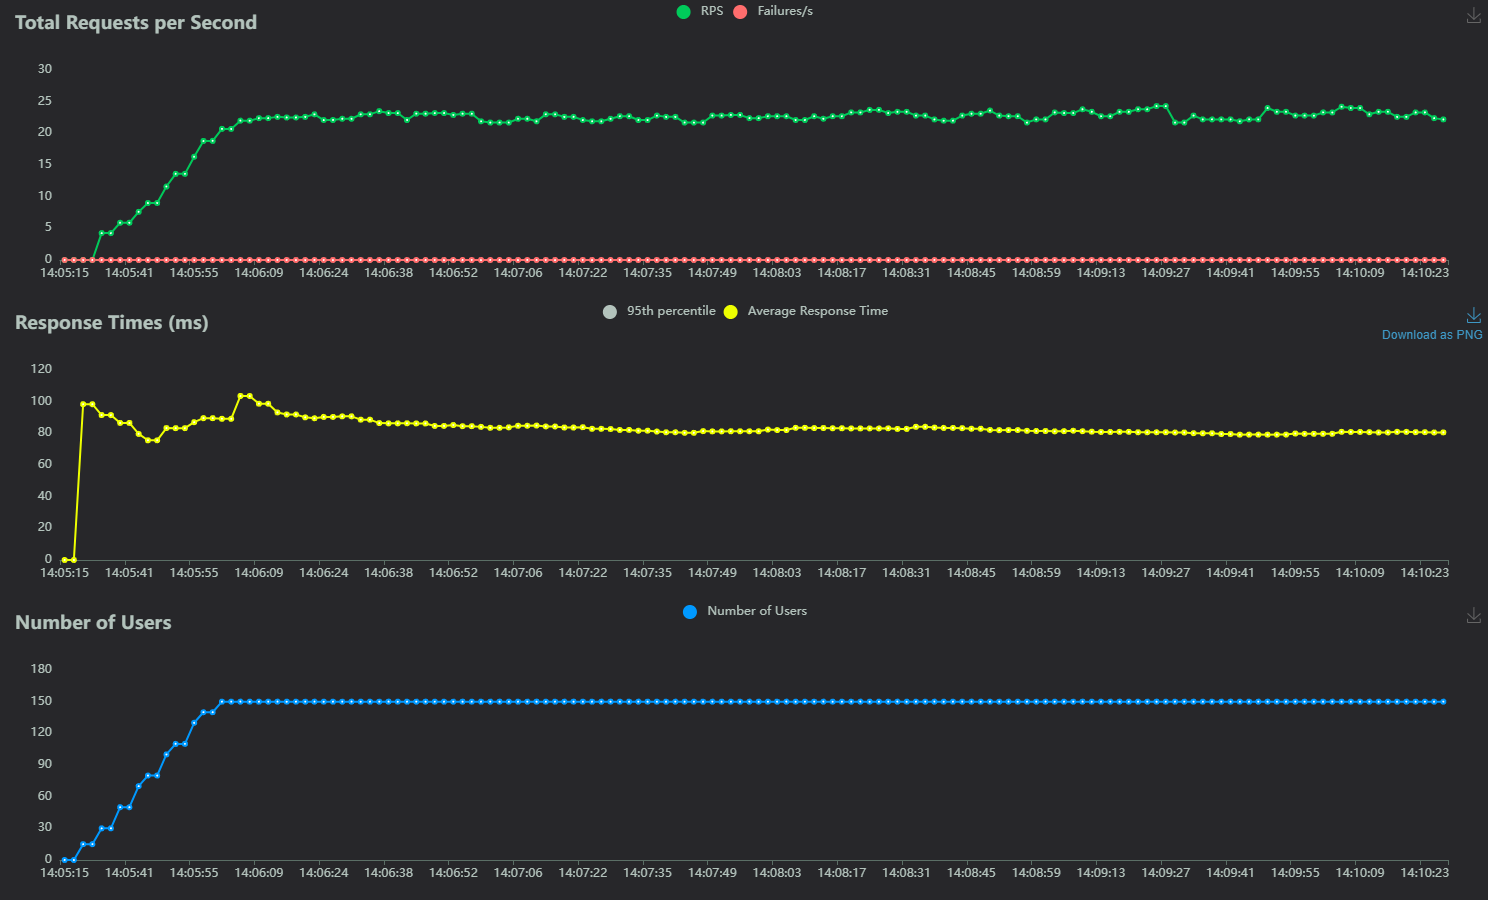 Total Requests per Second
RPS Failures/s
30
25
20
15
10
5
0
14:05:15 14:05:41 14:05:55 14:06:09 14:06:24 14:06:38 14:06:52 14:07:06 14:07:22 14:07:35 14:07:49 14:08:03 14:08:17 14:08:31 14:08:45 14:08:59 14:09:13 14:09:27 14:09:41 14:09:55 14:10:09 14:10:23
Response Times (ms)
95th percentile Average Response Time
Download as PNG
120
100
80
60
40
20
0
14:05:15 14:05:41 14:05:55 14:06:09 14:06:24 14:06:38 14:06:52 14:07:06 14:07:22 14:07:35 14:07:49 14:08:03 14:08:17 14:08:31 14:08:45 14:08:59 14:09:13 14:09:27 14:09:41 14:09:55 14:10:09 14:10:23
Number of Users
Number of Users
180
150
120
90
60
30
0
14:05:15 14:05:41 14:05:55 14:06:09 14:06:24 14:06:38 14:06:52 14:07:06 14:07:22 14:07:35 14:07:49 14:08:03 14:08:17 14:08:31 14:08:45 14:08:59 14:09:13 14:09:27 14:09:41 14:09:55 14:10:09 14:10:23